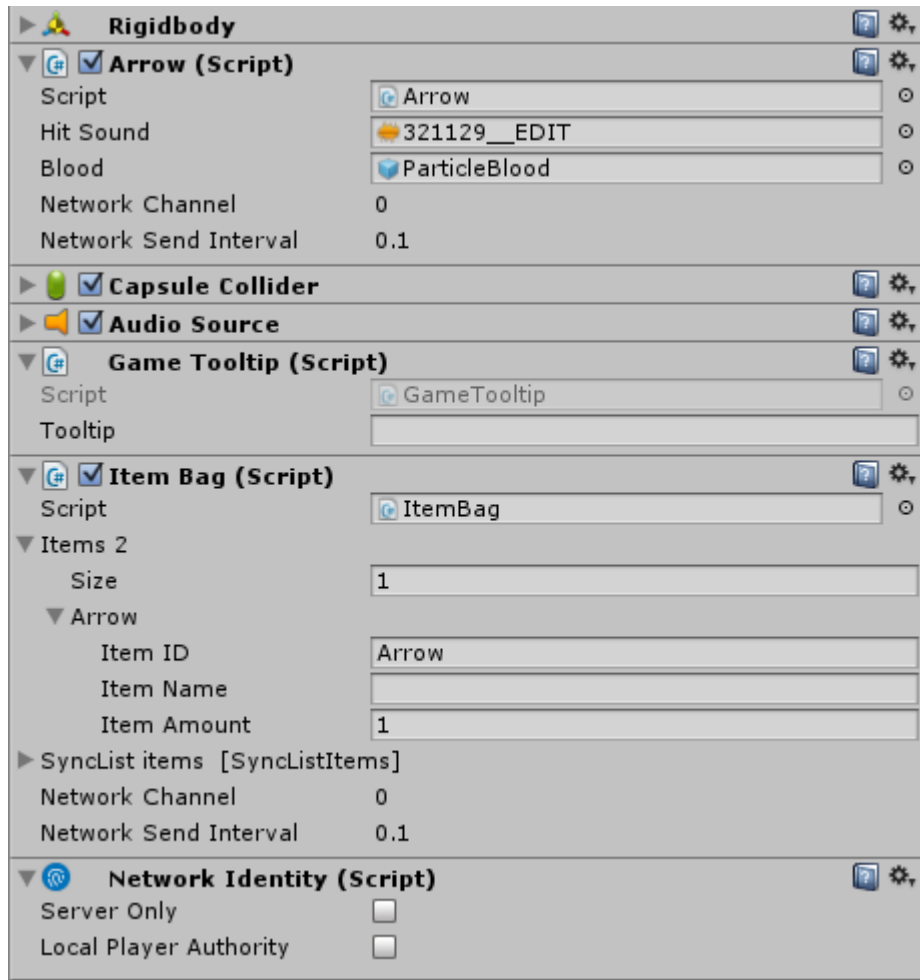 Rigidbody
Arrow (Script)
Script Arrow
Hit Sound 321129__EDIT
Blood ParticleBlood
Network Channel 0
Network Send Interval 0.1
Capsule Collider
Audio Source
Game Tooltip (Script)
Script GameTooltip
Tooltip
Item Bag (Script)
Script ItemBag
Items 2
Size 1
Arrow
Item ID Arrow
Item Name
Item Amount 1
SyncList items [SyncListItems]
Network Channel 0
Network Send Interval 0.1
Network Identity (Script)
Server Only
Local Player Authority